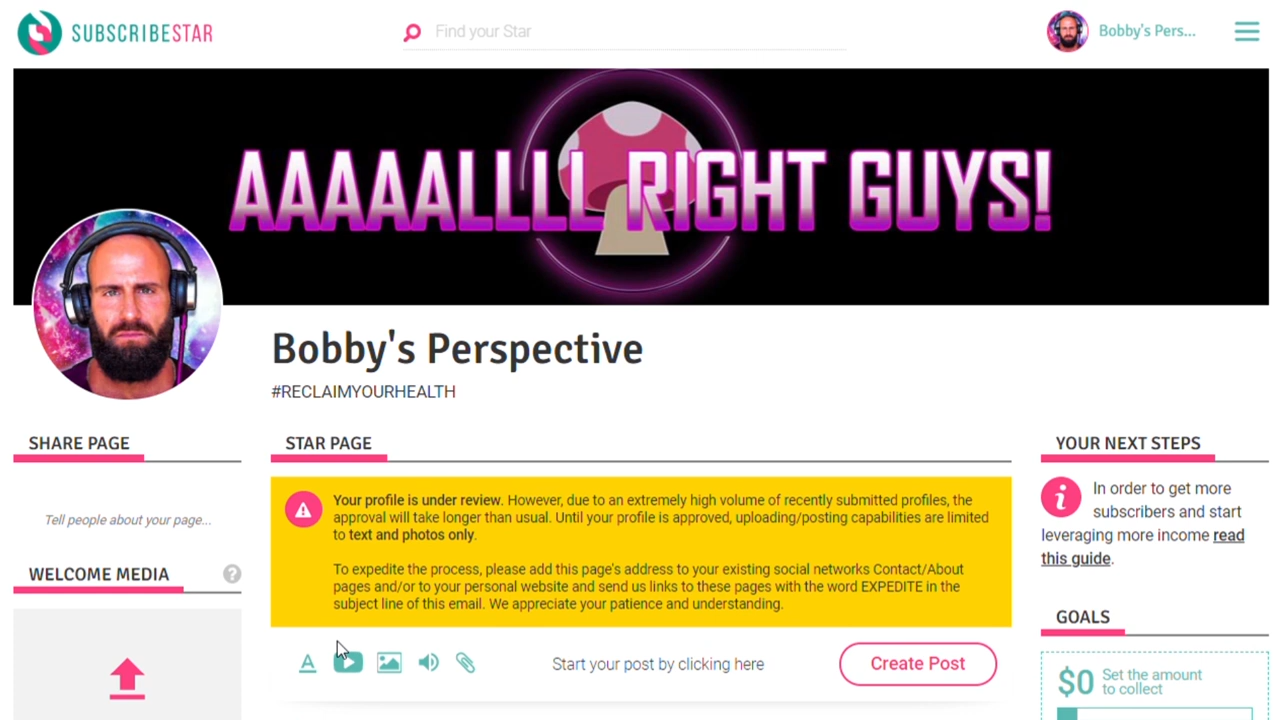 SUBSCRIBESTAR
Find your Star
Bobby's Pers...
AAAAALLLL RIGHT GUYS!
Bobby's Perspective
#RECLAIMYOURHEALTH
SHARE PAGE
Tell people about your page...
WELCOME MEDIA
?
STAR PAGE
Your profile is under review. However, due to an extremely high volume of recently submitted profiles, the
approval will take longer than usual. Until your profile is approved, uploading/posting capabilities are limited
to text and photos only.
To expedite the process, please add this page's address to your existing social networks Contact/About
pages and/or to your personal website and send us links to these pages with the word EXPEDITE in the
subject line of this email. We appreciate your patience and understanding.
A
Start your post by clicking here
Create Post
YOUR NEXT STEPS
i
In order to get more
subscribers and start
leveraging more income read
this guide.
GOALS
$0
Set the amount
to collect